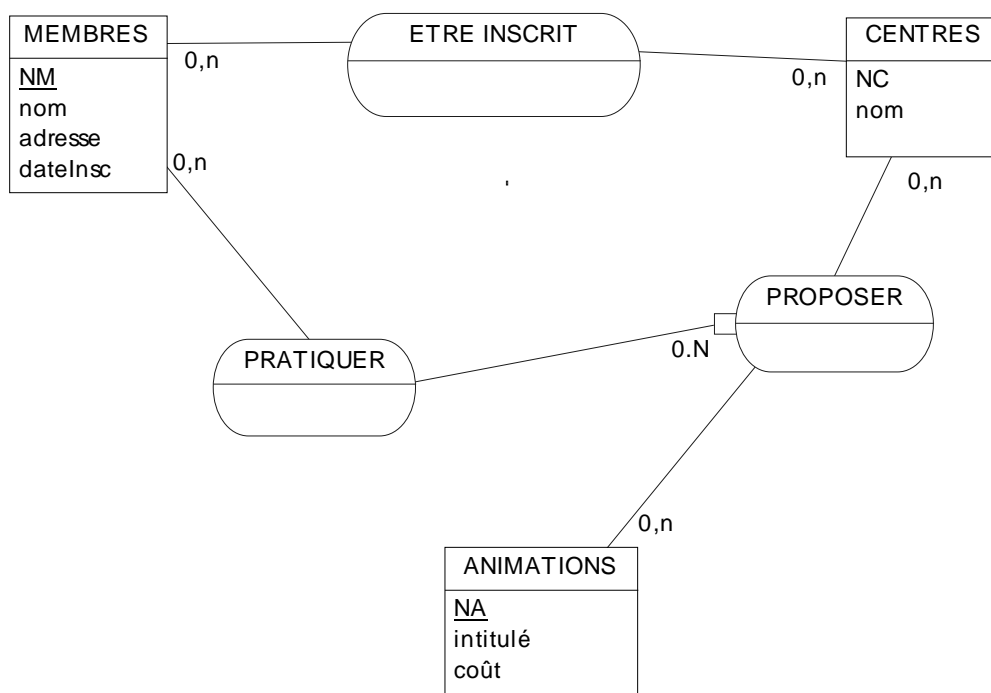 MEMBRES
NM
nom
adresse
dateInsc
0,n
0,n
ETRE INSCRIT
0,n
CENTRES
NC
nom
0,n
PROPOSER
0.N
PRATIQUER
0,n
ANIMATIONS
NA
intitulé
coût